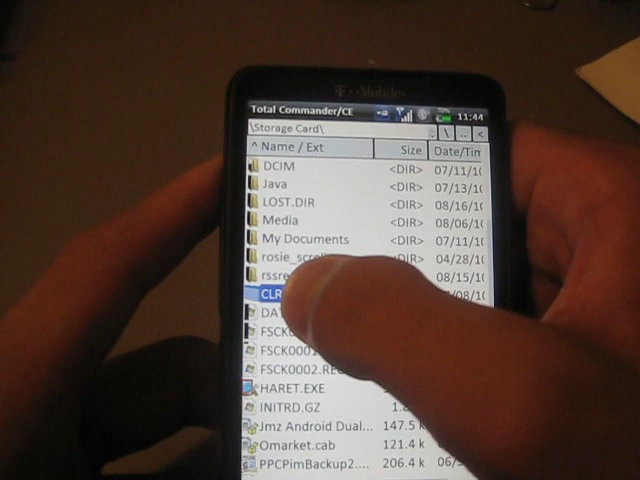 T··Mobile·
Total Commander/CE 11:44
\Storage Card\ \ .. <
^ Name / Ext Size Date/Tim
DCIM <DIR> 07/11/10
Java <DIR> 07/13/10
LOST.DIR <DIR> 08/16/10
Media <DIR> 08/06/10
My Documents <DIR> 07/11/10
<DIR> 04/28/10
08/15/10
CLR /08/10
FSCK0001
FSCK0002.REC
HARET.EXE
INITRD.GZ
Jmz Android Dual... 147.5 k
Omarket.cab 121.4 k
PPCPimBackup2.... 206.4 k